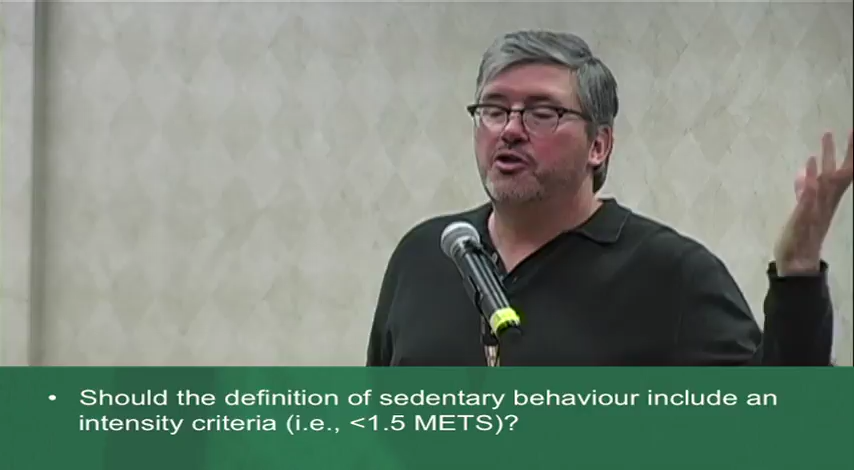 • Should the definition of sedentary behaviour include an
intensity criteria (i.e., <1.5 METS)?